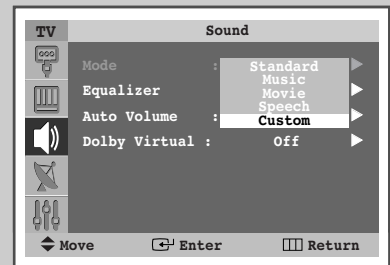 TV Sound
Mode : Standard
Music
Equalizer Movie
Speech
Auto Volume : Custom
Dolby Virtual : Off
Move Enter Return